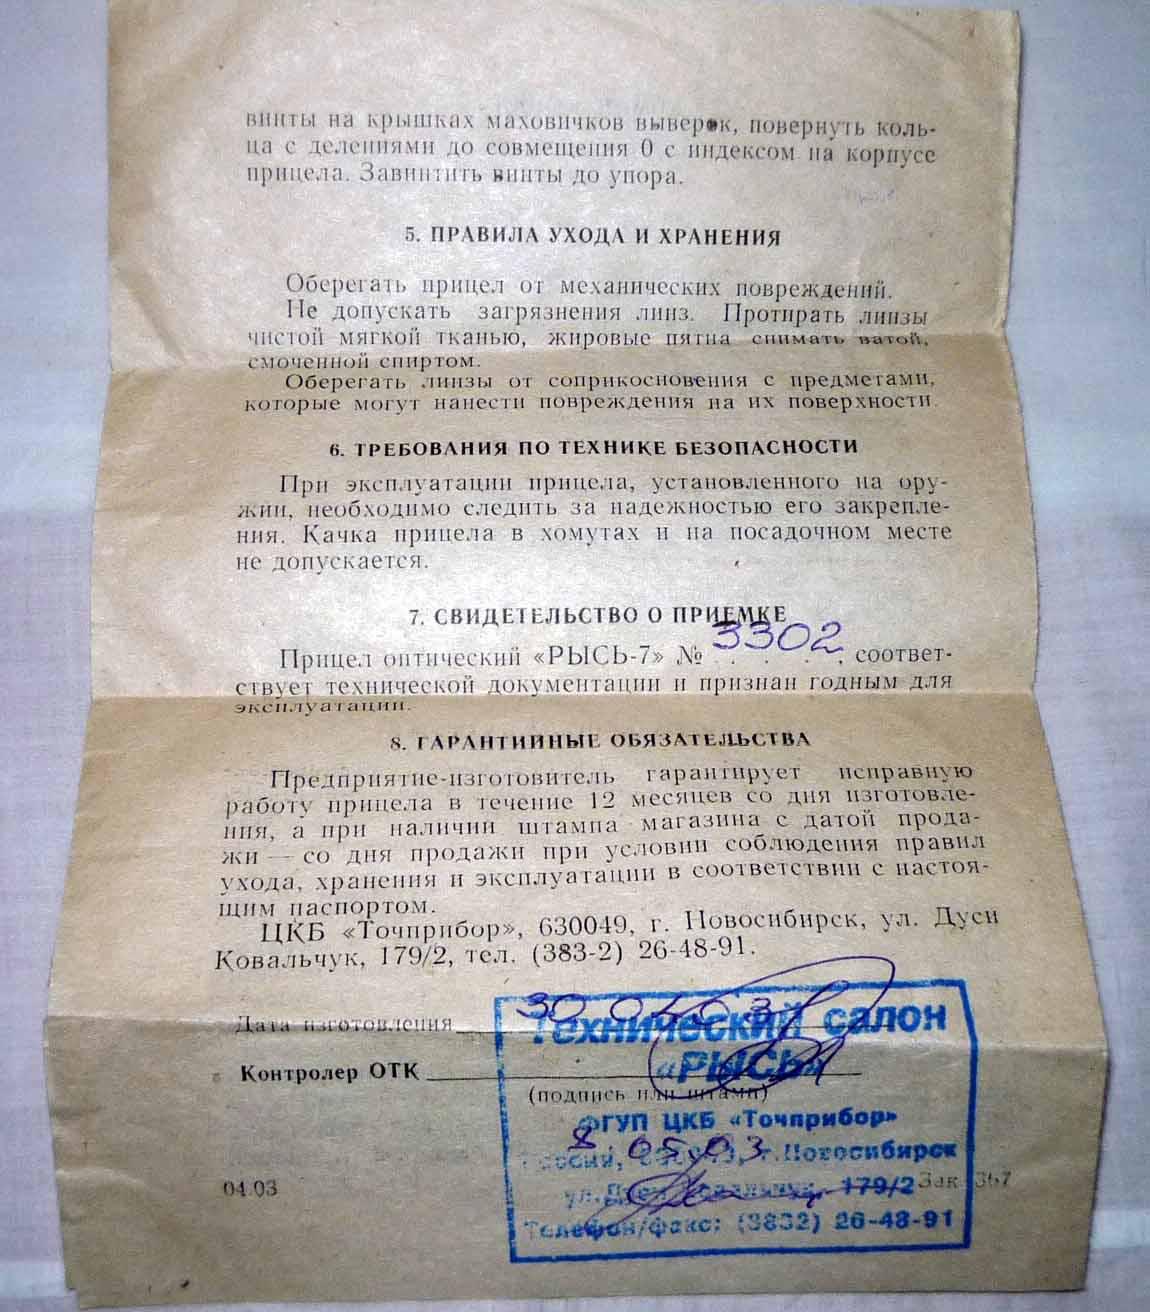 винты на крышках маховичков выверок, повернуть коль-
ца с делениями до совмещения 0 с индексом на корпусе
прицела. Завинтить винты до упора.
5. ПРАВИЛА УХОДА И ХРАНЕНИЯ
Оберегать прицел от механических повреждений.
Не допускать загрязнения линз. Протирать линзы
чистой мягкой тканью, жировые пятна снимать ватой,
смоченной спиртом.
Оберегать линзы от соприкосновения с предметами,
которые могут нанести повреждения на их поверхности.
6. ТРЕБОВАНИЯ ПО ТЕХНИКЕ БЕЗОПАСНОСТИ
При эксплуатации прицела, установленного на ору-
жии, необходимо следить за надежностью его закрепле-
ния. Качка прицела в хомутах и на посадочном месте
не допускается.
7. СВИДЕТЕЛЬСТВО О ПРИЕМКЕ
Прицел оптический «РЫСЬ-7» № 3302, соответ-
ствует технической документации и признан годным для
эксплуатации.
8. ГАРАНТИЙНЫЕ ОБЯЗАТЕЛЬСТВА
Предприятие-изготовитель гарантирует исправную
работу прицела в течение 12 месяцев со дня изготовле-
ния, а при наличии штампа магазина с датой прода-
жи — со дня продажи при условии соблюдения правил
ухода, хранения и эксплуатации в соответствии с настоя-
щим паспортом.
ЦКБ «Точприбор», 630049, г. Новосибирск, ул. Дуси
Ковальчук, 179/2, тел. (383-2) 26-48-91.
Дата изготовления 30
Технический салон
«РЫСЬ»
Контролер ОТК
(подпись или штамп)
ФГУП ЦКБ «Точприбор»
8 05.03
Россия, г.Новосибирск
ул.Дуси Ковальчук, 179/2
04.03 Зак 367
Телефон/факс: (3832) 26-48-91